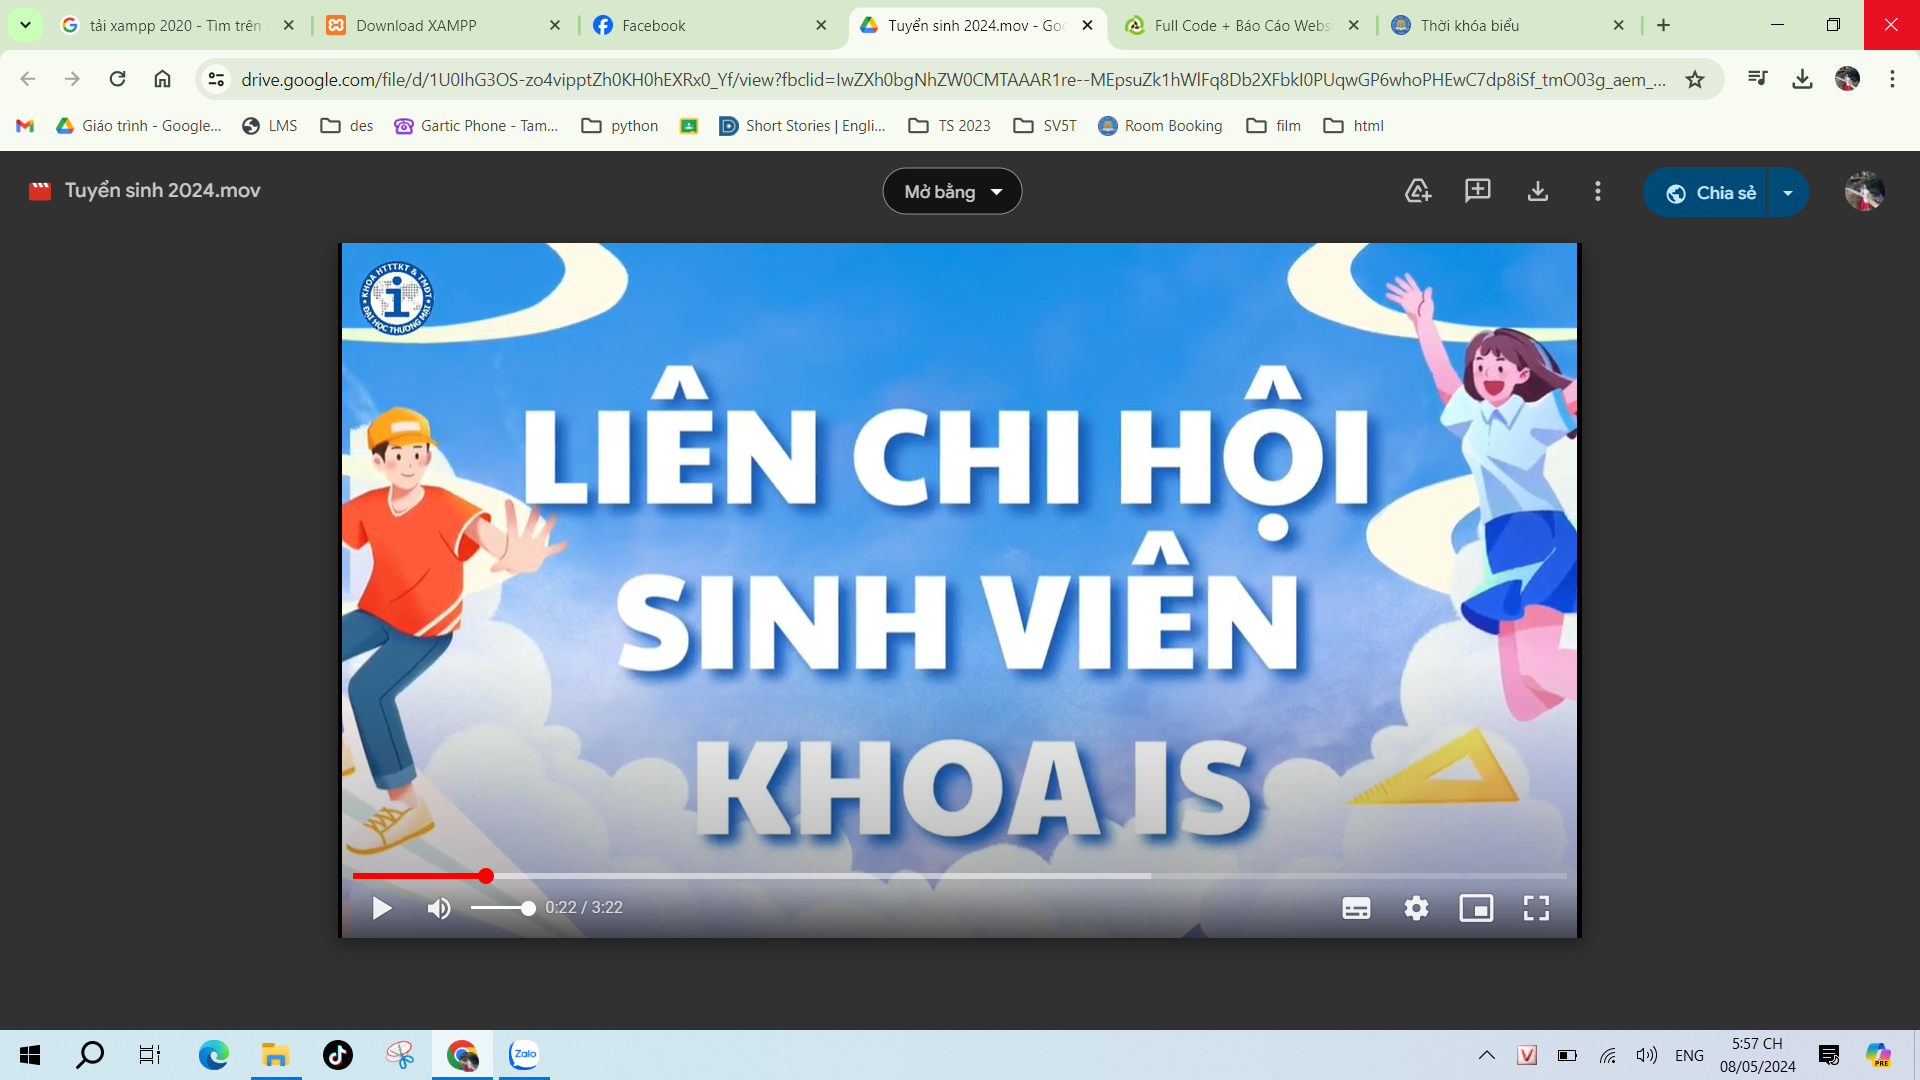 tải xampp 2020 - Tìm trên
Download XAMPP
Facebook
Tuyển sinh 2024.mov - Goo
Full Code + Báo Cáo Webs
Thời khóa biểu
drive.google.com/file/d/1U0IhG3OS-zo4vipptZh0KH0hEXRx0_Yf/view?fbclid=IwZXh0bgNhZW0CMTAAAR1re--MEpsuZk1hWlFq8Db2XFbkI0PUqwGP6whoPHEwC7dp8iSf_tmO03g_aem_...
Giáo trình - Google...
LMS
des
Gartic Phone - Tam...
python
Short Stories | Engli...
TS 2023
SV5T
Room Booking
film
html
Tuyển sinh 2024.mov
Mở bằng
Chia sẻ
KHOA HTTTKT & TMĐT
ĐẠI HỌC THƯƠNG MẠI
LIÊN CHI HỘI
SINH VIÊN
KHOA IS
0:22 / 3:22
Zalo
V
ENG
5:57 CH
08/05/2024
PRE